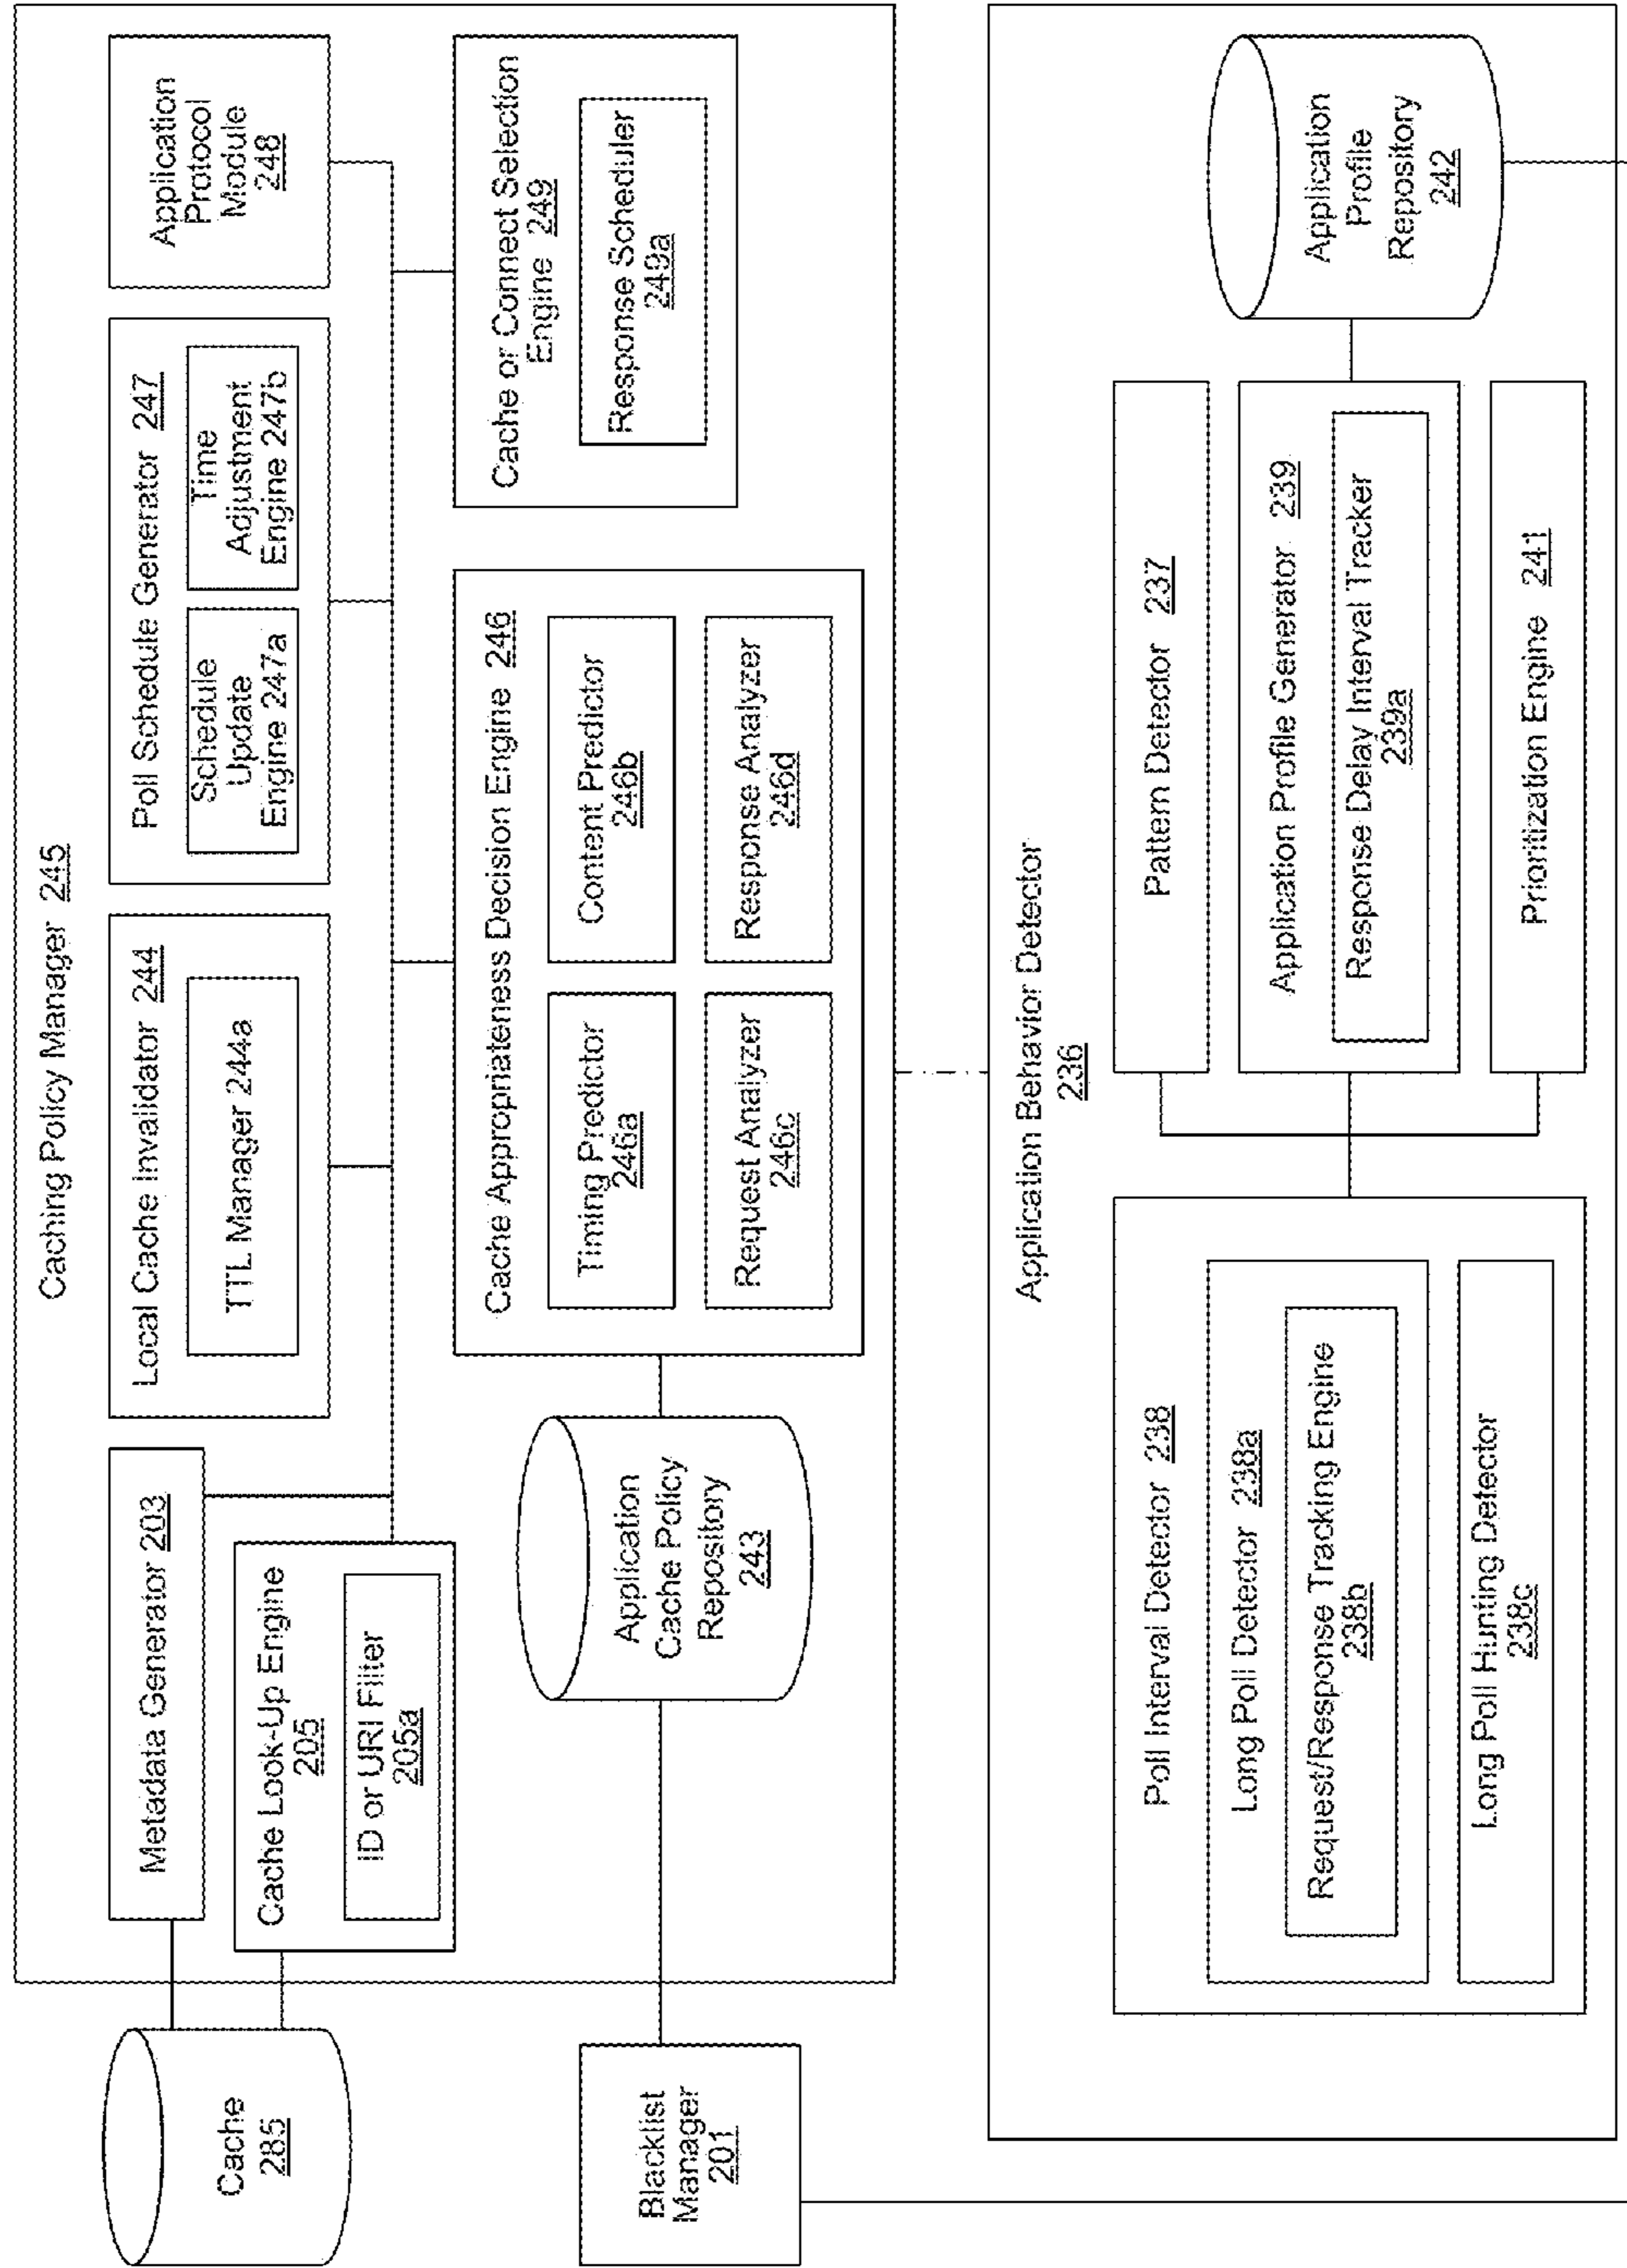 Caching Policy Manager 245
Cache
285
Metadata Generator 203
Cache Look-Up Engine
205
ID or URI Filter
205a
Local Cache Invalidator 244
TTL Manager 244a
Poll Schedule Generator 247
Schedule
Update
Engine 247a
Time
Adjustment
Engine 247b
Application
Protocol
Module
248
Blacklist
Manager
201
Application
Cache Policy
Repository
243
Cache Appropriateness Decision Engine 246
Timing Predictor
246a
Content Predictor
246b
Request Analyzer
246c
Response Analyzer
246d
Cache or Connect Selection
Engine 249
Response Scheduler
249a
Application Behavior Detector
236
Poll Interval Detector 238
Long Poll Detector 238a
Request/Response Tracking Engine
238b
Long Poll Hunting Detector
238c
Pattern Detector 237
Application Profile Generator 239
Response Delay Interval Tracker
239a
Prioritization Engine 241
Application
Profile
Repository
242